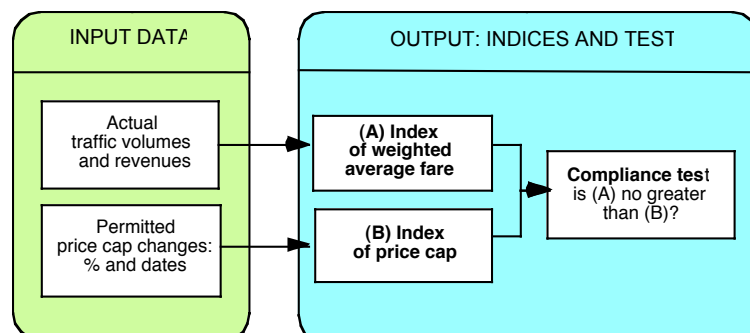 INPUT DATA
OUTPUT: INDICES AND TEST
Actual
traffic volumes
and revenues
(A) Index
of weighted
average fare
Compliance test
is (A) no greater
than (B)?
Permitted
price cap changes:
% and dates
(B) Index
of price cap